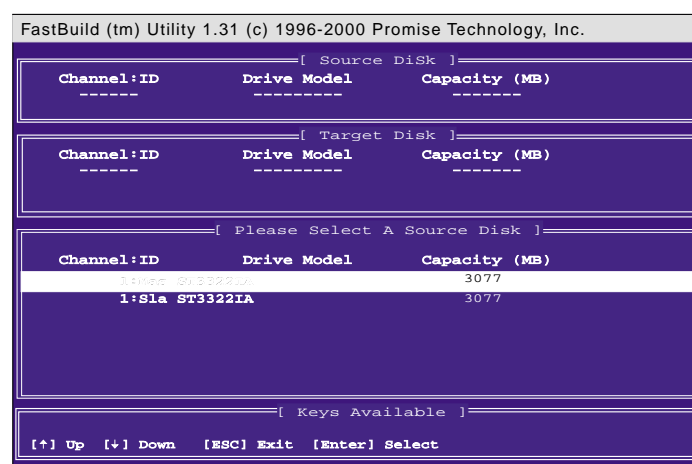 FastBuild (tm) Utility 1.31 (c) 1996-2000 Promise Technology, Inc.
[ Source DiSk ]
Channel:ID Drive Model Capacity (MB)
------ --------- -------
[ Target Disk ]
Channel:ID Drive Model Capacity (MB)
------ --------- -------
[ Please Select A Source Disk ]
Channel:ID Drive Model Capacity (MB)
3077
1:Sla ST3322IA 3077
[ Keys Available ]
[↑] Up [↓] Down [ESC] Exit [Enter] Select